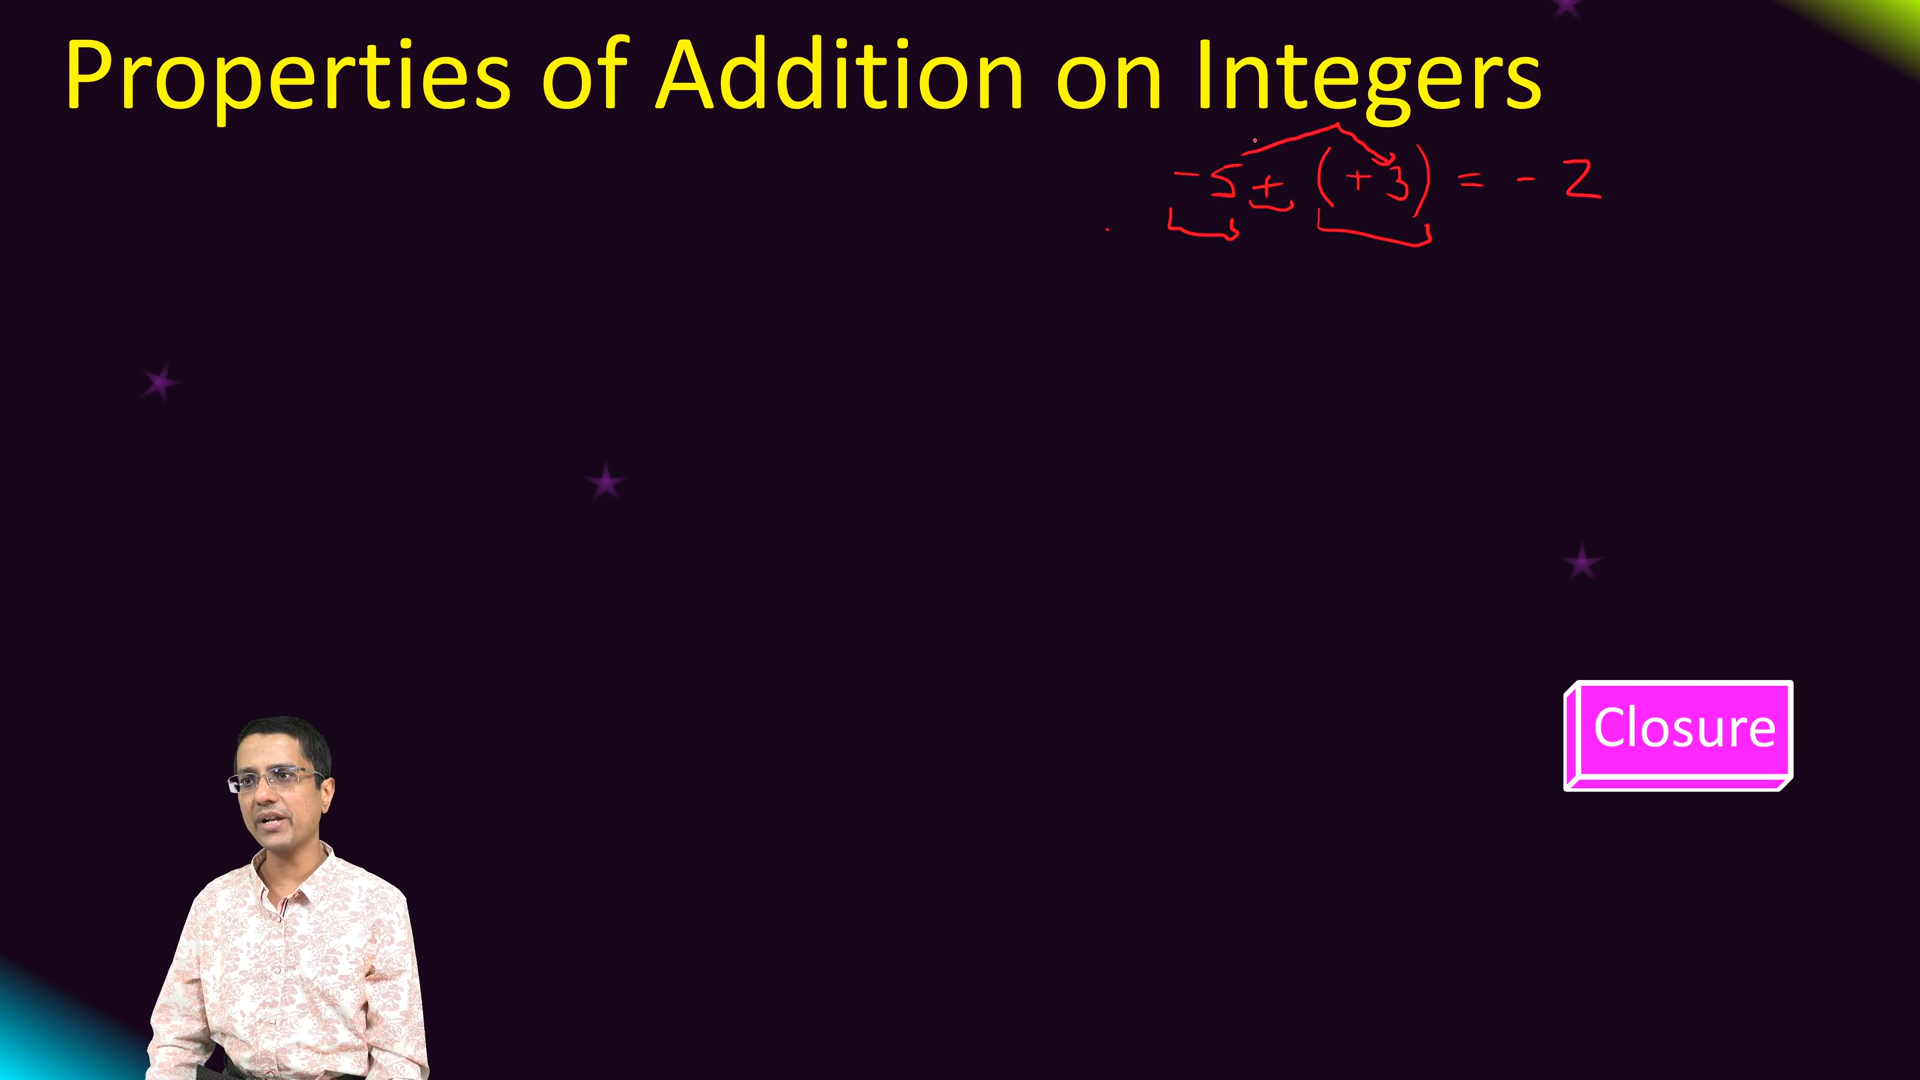 Properties of Addition on Integers
-5 + (+3) = -2
Closure